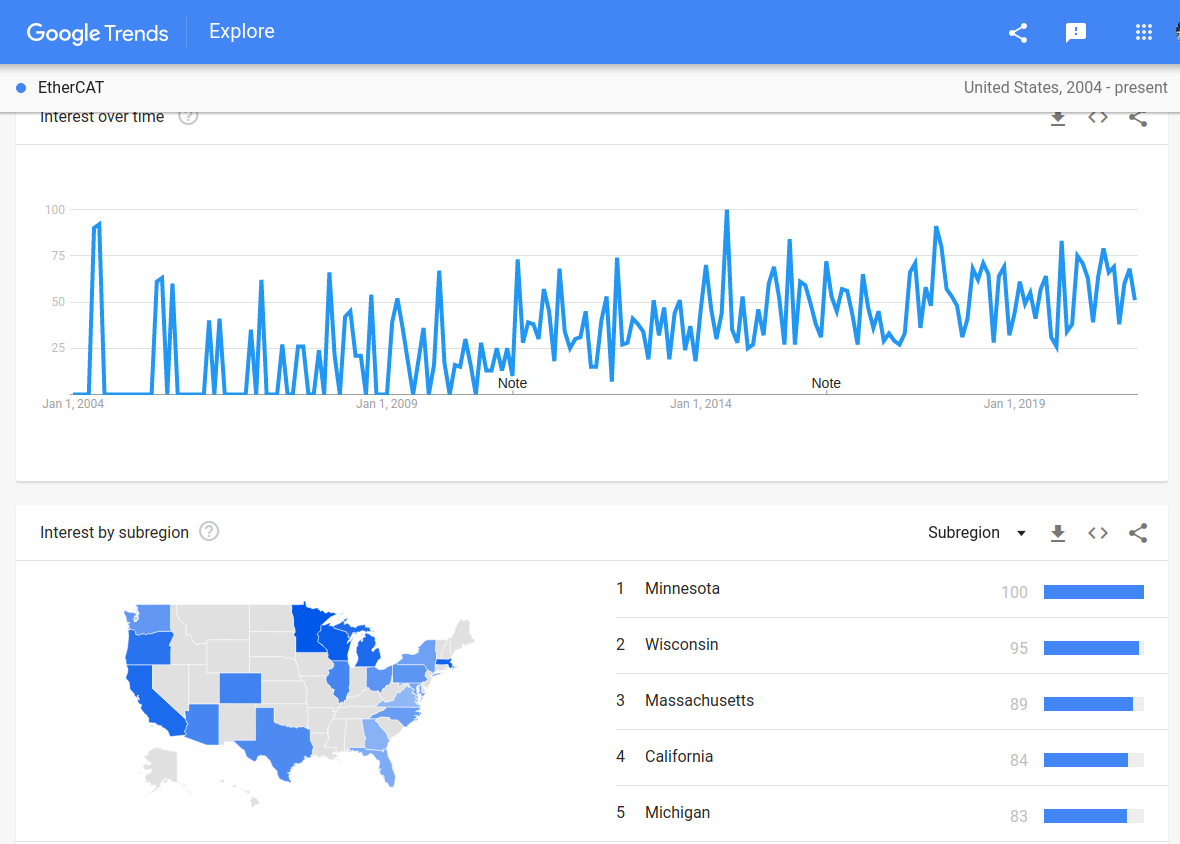 Google Trends Explore
EtherCAT United States, 2004 - present
Interest over time
100
75
50
25
Note Note
Jan 1, 2004 Jan 1, 2009 Jan 1, 2014 Jan 1, 2019
Interest by subregion Subregion
1 Minnesota 100
2 Wisconsin 95
3 Massachusetts 89
4 California 84
5 Michigan 83